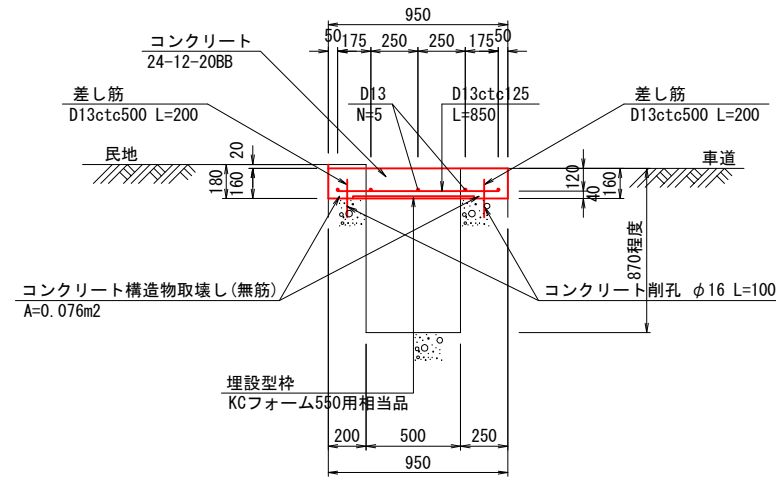 950
50 175 250 250 175 50
コンクリート
24-12-20BB
差し筋
D13ctc500 L=200
D13
N=5
D13ctc125
L=850
差し筋
D13ctc500 L=200
民地
車道
20
180
160
120
40
160
870程度
コンクリート構造物取壊し(無筋)
A=0.076m2
コンクリート削孔 φ16 L=100
埋設型枠
KCフォーム550用相当品
200 500 250
950